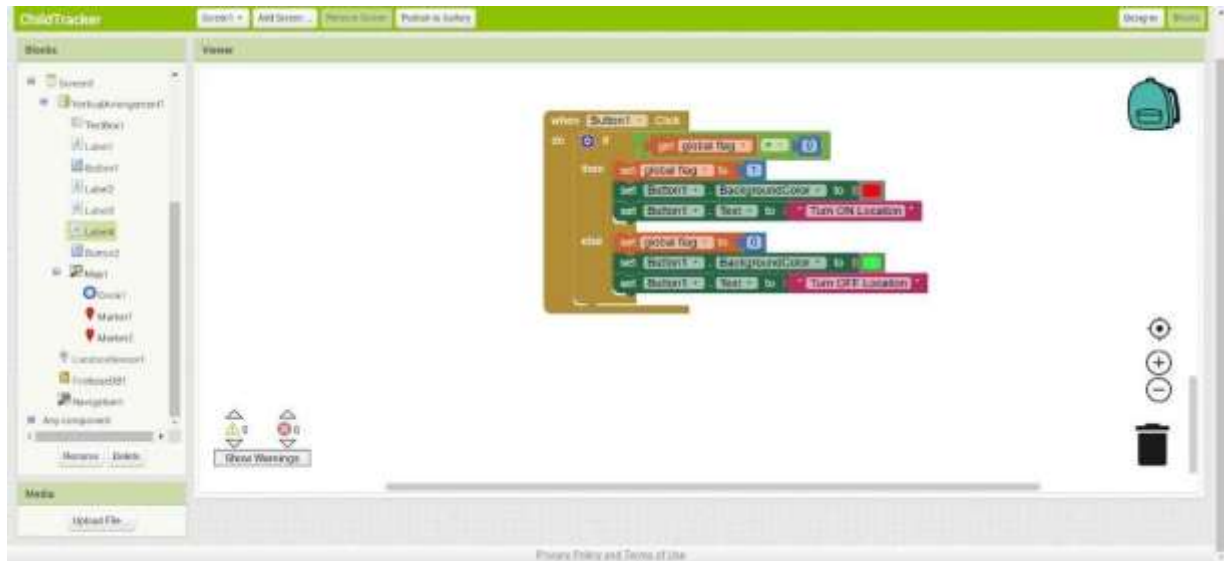 ChildTracker
Screen1 Add Screen ... Remove Screen Publish to Gallery
Designer Blocks
Blocks
Viewer
Screen1
VerticalArrangement1
TextBox1
Label1
Button1
Label2
Label3
Label4
Button2
Map1
Circle1
Marker1
Marker2
LocationSensor1
FirebaseDB1
Navigation1
Any component
Rename Delete
Media
Upload File ...
when Button1 .Click
do if get global flag = 0
then set global flag to 1
set Button1 . BackgroundColor to
set Button1 . Text to " Turn ON Location "
else set global flag to 0
set Button1 . BackgroundColor to
set Button1 . Text to " Turn OFF Location "
0 0
Show Warnings
Privacy Policy and Terms of Use